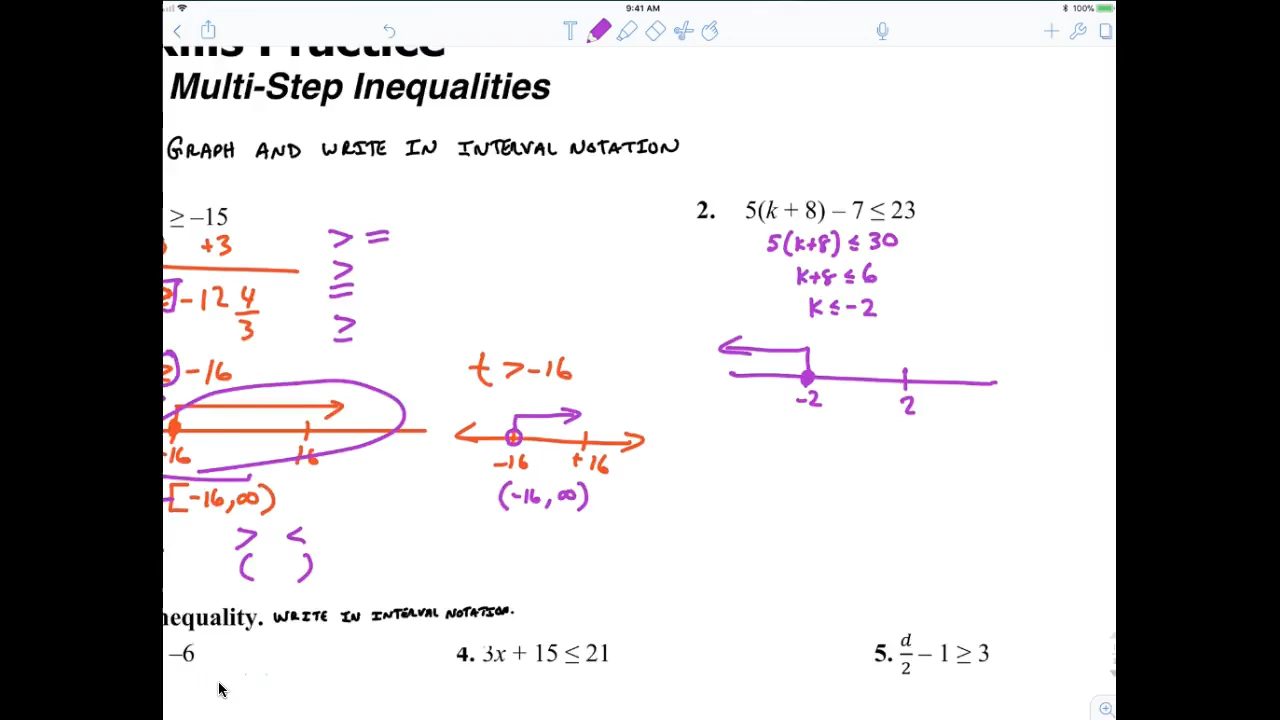 9:41 AM
100%
T
Skills Practice
Multi-Step Inequalities
GRAPH AND WRITE IN INTERVAL NOTATION
≥ –15
+3
> =
≥ -12 4/3
≥
≥
≥ -16
-16 16
[-16, ∞)
> <
( )
t > -16
-16 +16
(-16, ∞)
2. 5(k + 8) – 7 ≤ 23
5(k+8) ≤ 30
k+8 ≤ 6
k ≤ -2
-2 2
nequality. WRITE IN INTERVAL NOTATION.
–6
4. 3x + 15 ≤ 21
5. d/2 – 1 ≥ 3